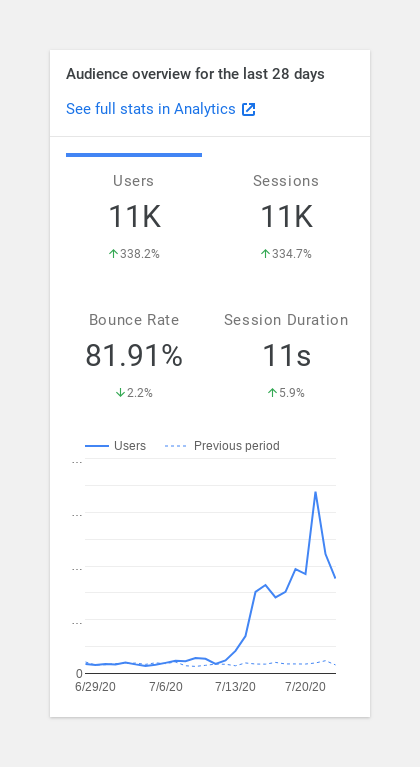 Audience overview for the last 28 days
See full stats in Analytics
Users
Sessions
11K
11K
338.2%
334.7%
Bounce Rate
Session Duration
81.91%
11s
2.2%
5.9%
Users
Previous period
...
...
...
...
0
6/29/20
7/6/20
7/13/20
7/20/20